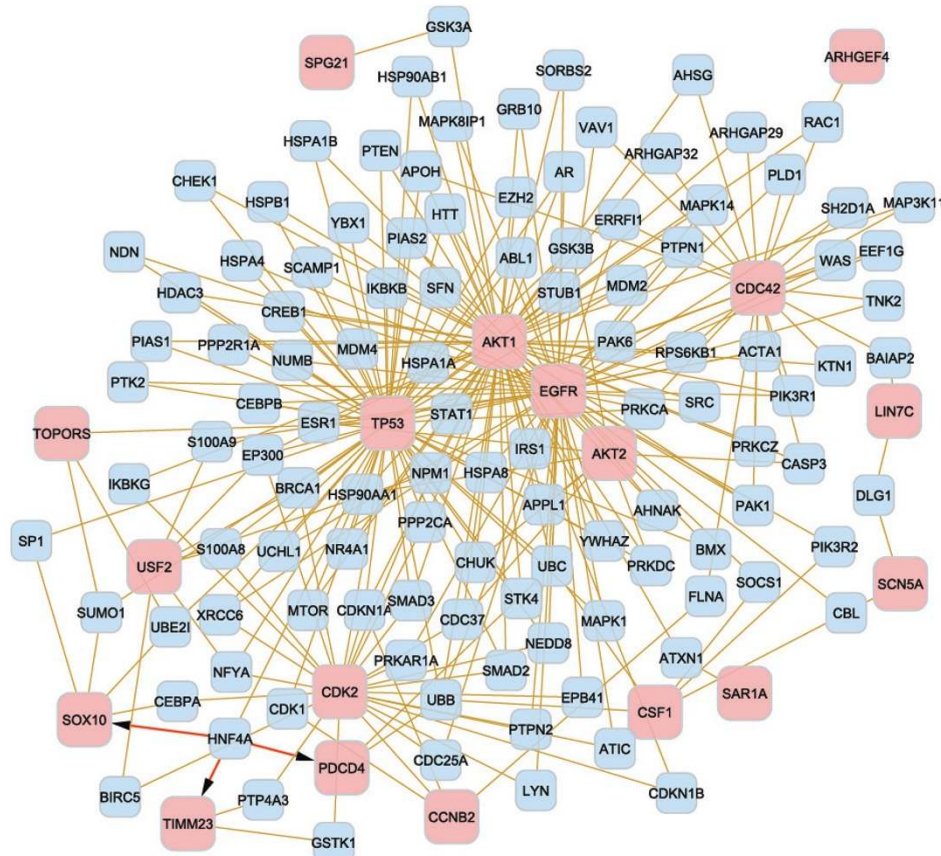 GSK3A
SPG21
ARHGEF4
HSP90AB1
SORBS2
AHSG
MAPK8IP1
GRB10
RAC1
HSPA1B
VAV1
ARHGAP29
PTEN
ARHGAP32
APOH
AR
PLD1
CHEK1
HSPB1
EZH2
MAPK14
SH2D1A
MAP3K11
YBX1
HTT
ERRFI1
PIAS2
NDN
HSPA4
SCAMP1
ABL1
GSK3B
PTPN1
WAS
EEF1G
IKBKB
SFN
STUB1
MDM2
CDC42
HDAC3
CREB1
TNK2
PIAS1
PPP2R1A
NUMB
MDM4
AKT1
PAK6
RPS6KB1
ACTA1
BAIAP2
HSPA1A
KTN1
PTK2
EGFR
PIK3R1
CEBPB
PRKCA
SRC
LIN7C
TOPORS
ESR1
TP53
STAT1
S100A9
EP300
IRS1
AKT2
PRKCZ
CASP3
IKBKG
BRCA1
HSP90AA1
NPM1
HSPA8
DLG1
APPL1
AHNAK
PAK1
SP1
S100A8
UCHL1
NR4A1
PPP2CA
YWHAZ
BMX
PIK3R2
USF2
CHUK
UBC
PRKDC
SOCS1
SCN5A
FLNA
SUMO1
XRCC6
MTOR
CDKN1A
SMAD3
STK4
CBL
UBE2I
CDC37
MAPK1
NEDD8
PRKAR1A
ATXN1
NFYA
SMAD2
CDK2
SAR1A
SOX10
CEBPA
CDK1
UBB
EPB41
CSF1
HNF4A
PTPN2
ATIC
PDCD4
CDC25A
BIRC5
PTP4A3
LYN
CDKN1B
TIMM23
CCNB2
GSTK1